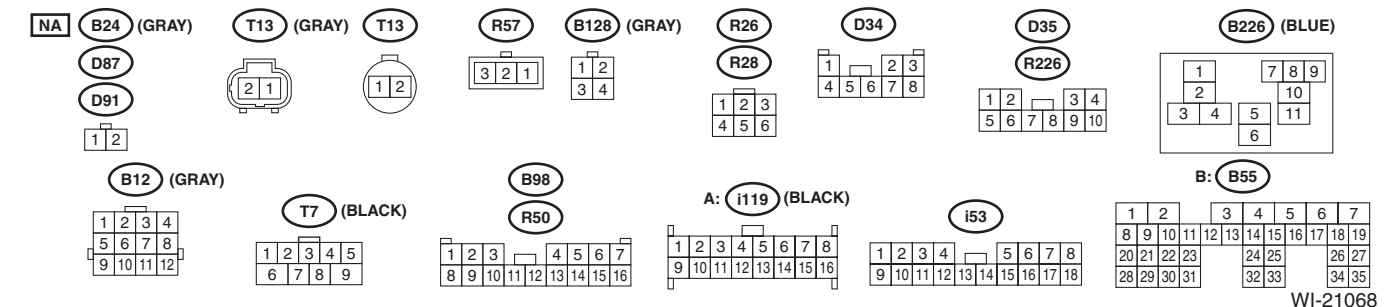 NA B24 (GRAY) T13 (GRAY) T13 R57 B128 (GRAY) R26 D34 D35 B226 (BLUE)
D87 R28 R226
D91
1 2
2 1
1 2
3 2 1
1 2
3 4
1 2 3
4 5 6
1 2 3
4 5 6 7 8
1 2 3 4
5 6 7 8 9 10
1 7 8 9
2 10
3 4 5 11
6
B12 (GRAY) T7 (BLACK) B98 A: i119 (BLACK) i53 B: B55
R50
1 2 3 4
5 6 7 8
9 10 11 12
1 2 3 4 5
6 7 8 9
1 2 3 4 5 6 7
8 9 10 11 12 13 14 15 16
1 2 3 4 5 6 7 8
9 10 11 12 13 14 15 16
1 2 3 4 5 6 7 8
9 10 11 12 13 14 15 16 17 18
1 2 3 4 5 6 7
8 9 10 11 12 13 14 15 16 17 18 19
20 21 22 23 24 25 26 27
28 29 30 31 32 33 34 35
WI-21068